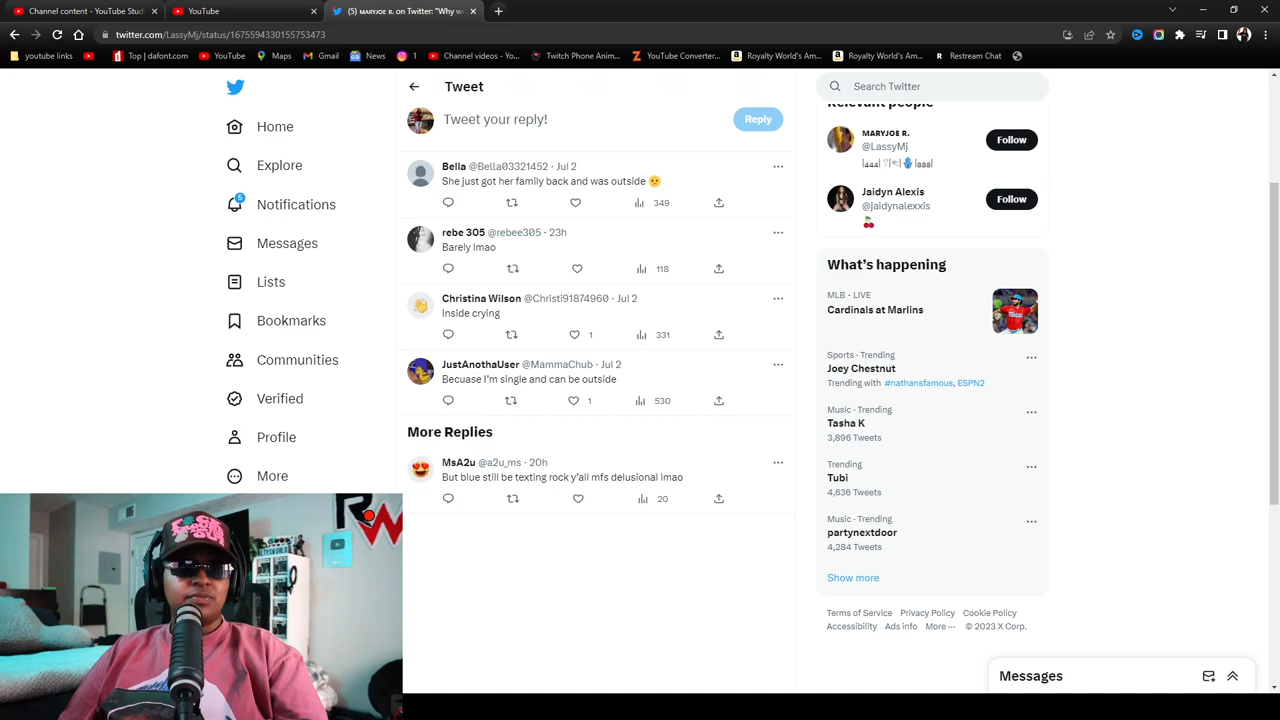 Channel content - YouTube Stud
YouTube
(5) ᴍᴀʀʏᴊᴏᴇ ʀ. on Twitter: "Why w
twitter.com/LassyMj/status/1675594330155753473
youtube links
Top | dafont.com
YouTube
Maps
Gmail
News
1
Channel videos - Yo...
Twitch Phone Anim...
YouTube Converter...
Royalty World's Am...
Royalty World's Am...
Restream Chat
Home
Explore
5
Notifications
Messages
Lists
Bookmarks
Communities
Verified
Profile
More
Tweet
Tweet your reply!
Reply
Bella @Bella03321452 · Jul 2
She just got her family back and was outside 🫤
349
rebe 305 @rebee305 · 23h
Barely lmao
118
Christina Wilson @Christi91874960 · Jul 2
Inside crying
1
331
JustAnothaUser @MammaChub · Jul 2
Becuase I'm single and can be outside
1
530
More Replies
MsA2u @a2u_ms · 20h
But blue still be texting rock y'all mfs delusional lmao
20
Search Twitter
Relevant people
ᴍᴀʀʏᴊᴏᴇ ʀ.
@LassyMj
Follow
Jaidyn Alexis
@jaidynalexxis
🍒
Follow
What's happening
MLB · LIVE
Cardinals at Marlins
Sports · Trending
Joey Chestnut
Trending with #nathansfamous, ESPN2
Music · Trending
Tasha K
3,896 Tweets
Trending
Tubi
4,636 Tweets
Music · Trending
partynextdoor
4,284 Tweets
Show more
Terms of Service Privacy Policy Cookie Policy
Accessibility Ads info More ··· © 2023 X Corp.
Messages